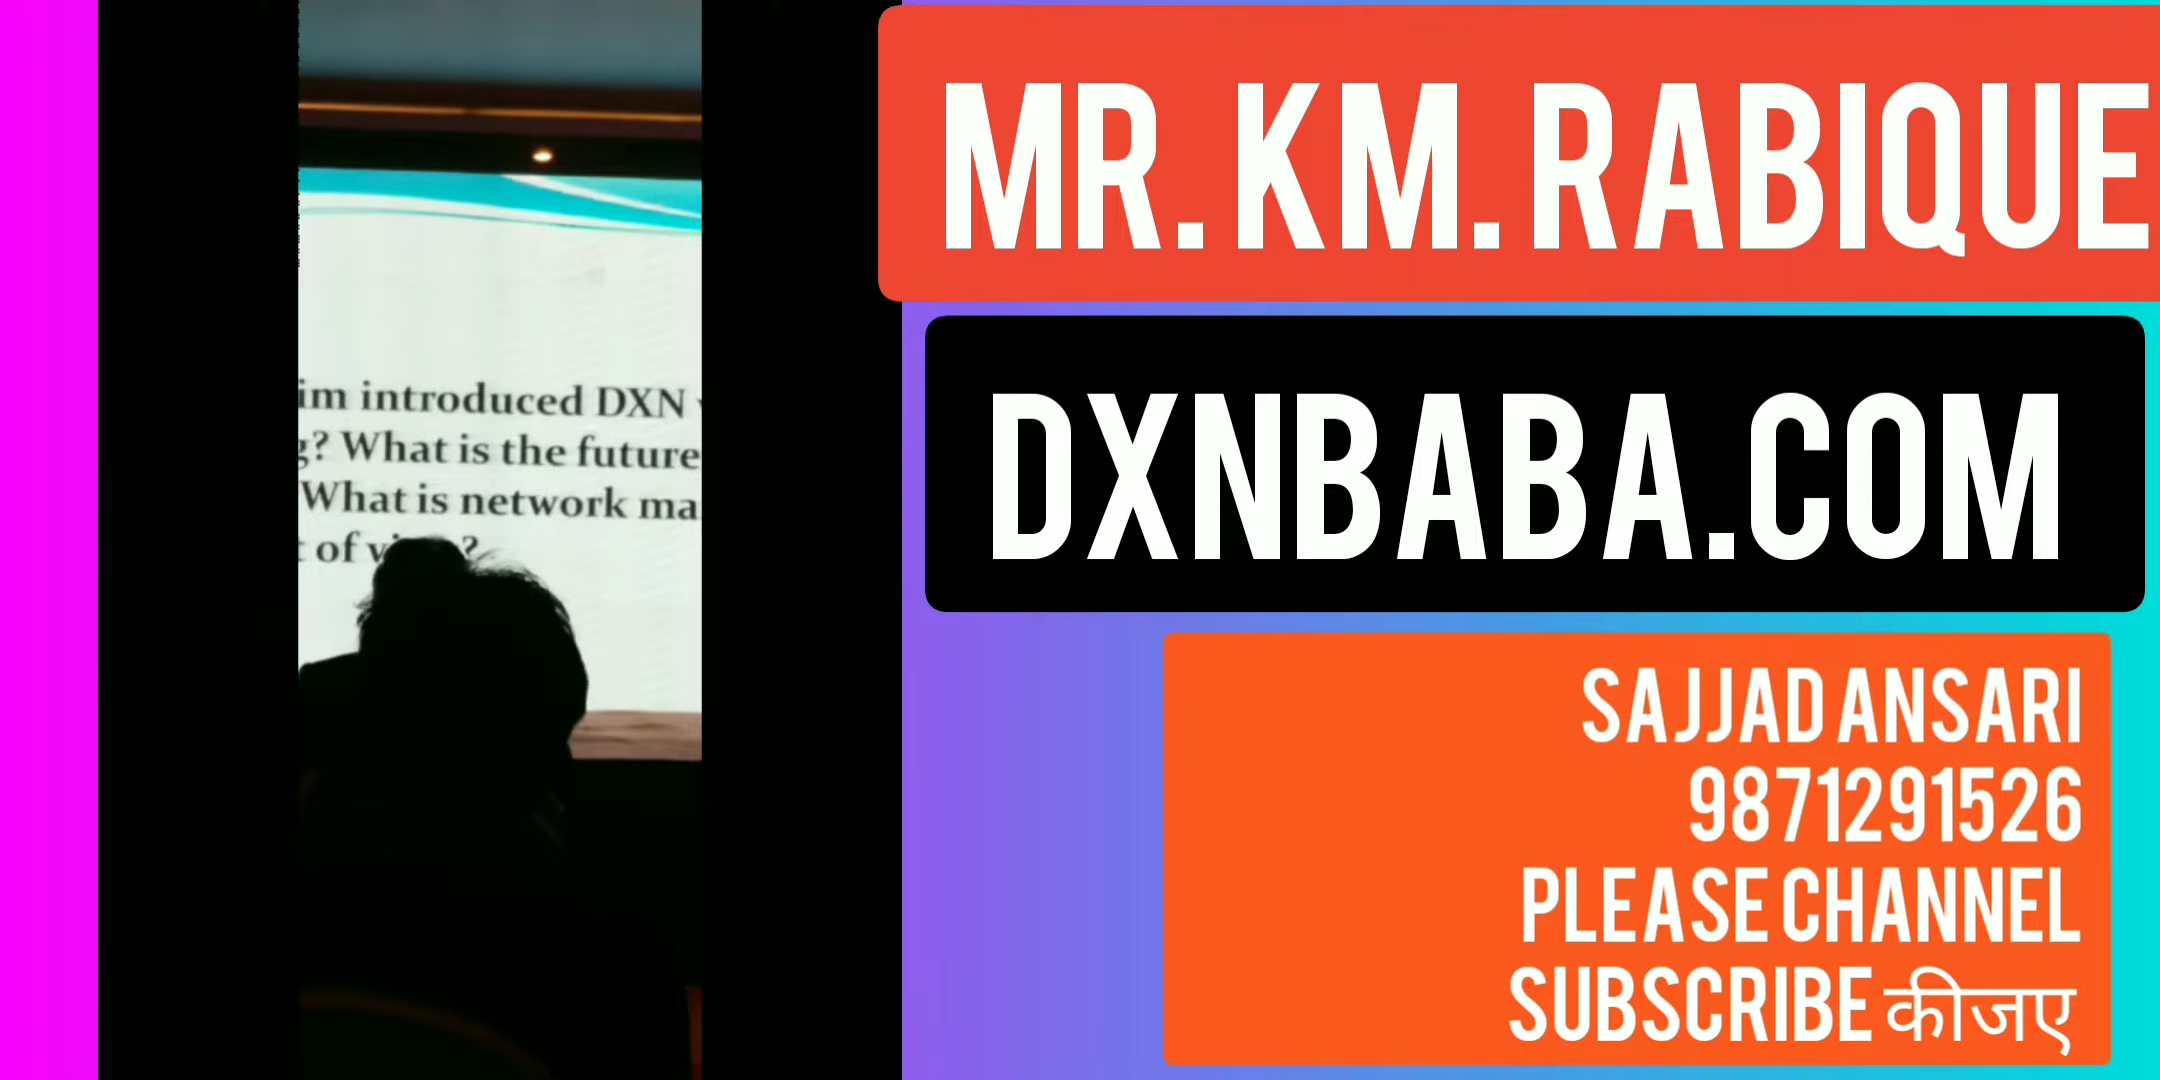 im introduced DXN
g? What is the future
What is network ma
t of
MR. KM. RABIQUE
DXNBABA.COM
SAJJAD ANSARI
9871291526
PLEASE CHANNEL
SUBSCRIBE कीजए